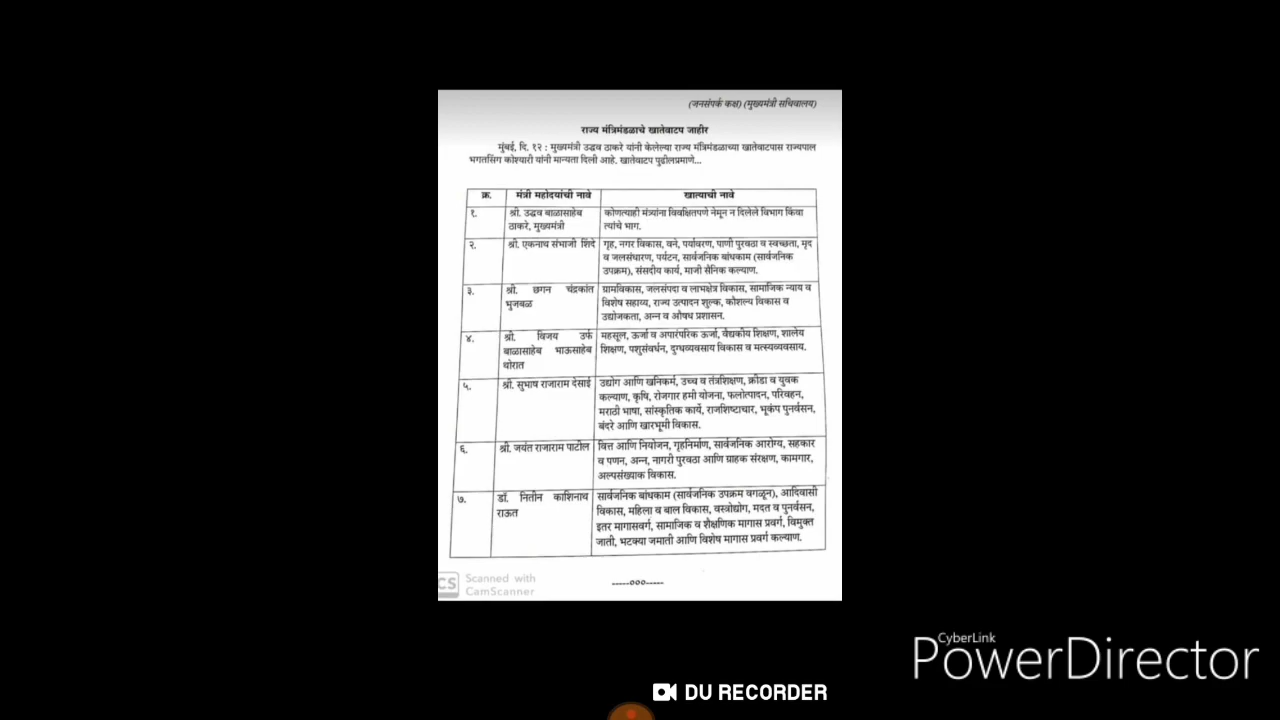 (जनसंपर्क कक्ष) (मुख्यमंत्री सचिवालय)
राज्य मंत्रिमंडळाचे खातेवाटप जाहीर
मुंबई, दि. १२ : मुख्यमंत्री उद्धव ठाकरे यांनी केलेल्या राज्य मंत्रिमंडळाच्या खातेवाटपास राज्यपाल
भगतसिंग कोश्यारी यांनी मान्यता दिली आहे. खातेवाटप पुढीलप्रमाणे...
क्र. मंत्री महोदयांची नावे खात्याची नावे
१. श्री. उद्धव बाळासाहेब कोणत्याही मंत्र्यांना विवक्षितपणे नेमून न दिलेले विभाग किंवा
ठाकरे, मुख्यमंत्री त्यांचे भाग.
२. श्री. एकनाथ संभाजी शिंदे गृह, नगर विकास, वने, पर्यावरण, पाणी पुरवठा व स्वच्छता, मृद
व जलसंधारण, पर्यटन, सार्वजनिक बांधकाम (सार्वजनिक
उपक्रम), संसदीय कार्य, माजी सैनिक कल्याण.
३. श्री. छगन चंद्रकांत ग्रामविकास, जलसंपदा व लाभक्षेत्र विकास, सामाजिक न्याय व
भुजबळ विशेष सहाय्य, राज्य उत्पादन शुल्क, कौशल्य विकास व
उद्योजकता, अन्न व औषध प्रशासन.
४. श्री. विजय उर्फ महसूल, ऊर्जा व अपारंपरिक ऊर्जा, वैद्यकीय शिक्षण, शालेय
बाळासाहेब भाऊसाहेब शिक्षण, पशुसंवर्धन, दुग्धव्यवसाय विकास व मत्स्यव्यवसाय.
थोरात
५. श्री. सुभाष राजाराम देसाई उद्योग आणि खनिकर्म, उच्च व तंत्रशिक्षण, क्रीडा व युवक
कल्याण, कृषि, रोजगार हमी योजना, फलोत्पादन, परिवहन,
मराठी भाषा, सांस्कृतिक कार्य, राजशिष्टाचार, भूकंप पुनर्वसन,
बंदरे आणि खारभूमी विकास.
६. श्री. जयंत राजाराम पाटील वित्त आणि नियोजन, गृहनिर्माण, सार्वजनिक आरोग्य, सहकार
व पणन, अन्न, नागरी पुरवठा आणि ग्राहक संरक्षण, कामगार,
अल्पसंख्याक विकास.
७. डॉ. नितीन काशिनाथ सार्वजनिक बांधकाम (सार्वजनिक उपक्रम वगळून), आदिवासी
राऊत विकास, महिला व बाल विकास, वस्त्रोद्योग, मदत व पुनर्वसन,
इतर मागासवर्ग, सामाजिक व शैक्षणिक मागास प्रवर्ग, विमुक्त
जाती, भटक्या जमाती आणि विशेष मागास प्रवर्ग कल्याण.
-----०००-----
CS Scanned with
CamScanner
CyberLink
PowerDirector
DU RECORDER